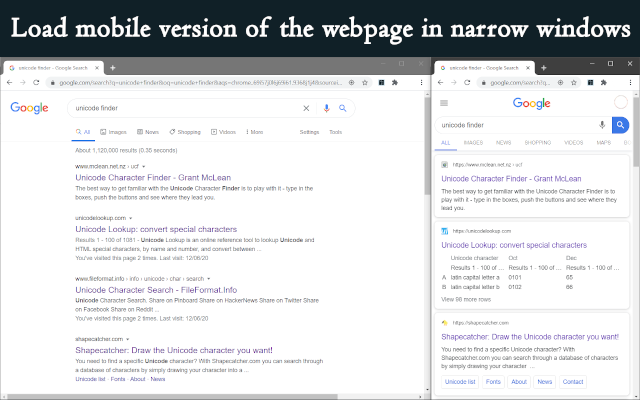 Load mobile version of the webpage in narrow windows
unicode finder - Google Search
Google
unicode finder
All Images News Shopping Videos More Settings Tools
About 1,120,000 results (0.35 seconds)
www.mclean.net.nz › ucf
Unicode Character Finder - Grant McLean
The best way to get familiar with the Unicode Character Finder is to play with it - type in the
boxes, push the buttons and see where they lead you.
unicodelookup.com
Unicode Lookup: convert special characters
Results 1 - 100 of 1081 - Unicode Lookup is an online reference tool to lookup Unicode and
HTML special characters, by name and number, and convert between ...
You've visited this page 2 times. Last visit: 12/06/20
www.fileformat.info › info › unicode › char › search
Unicode Character Search - FileFormat.Info
Unicode Character Search. Share on Pinboard Share on HackerNews Share on Twitter Share
on Facebook Share on Reddit ...
You've visited this page 2 times. Last visit: 12/06/20
shapecatcher.com
Shapecatcher: Draw the Unicode character you want!
You need to find a specific Unicode character? With Shapecatcher.com you can search through
a database of characters by simply drawing your character into a ...
Unicode list · Fonts · About · News
unicode finder - Google Search
Google
unicode finder
ALL IMAGES NEWS SHOPPING VIDEOS MAPS
https://www.mclean.net.nz › ucf
Unicode Character Finder - Grant McLean
The best way to get familiar with the Unicode Character Finder is to
play with it - type in the boxes, push the buttons and see where they
lead you.
https://unicodelookup.com
Unicode Lookup: convert special characters
Unicode character Oct Dec
Results 1 - 100 of ... Results 1 - 100 of ... Results 1 - 100 of ...
A latin capital letter a 0101 65
B latin capital letter b 0102 66
View 98 more rows
https://shapecatcher.com
Shapecatcher: Draw the Unicode character you want!
You need to find a specific Unicode character? With
Shapecatcher.com you can search through a database of characters
by simply drawing your character into a ...
Unicode list Fonts About News Contact